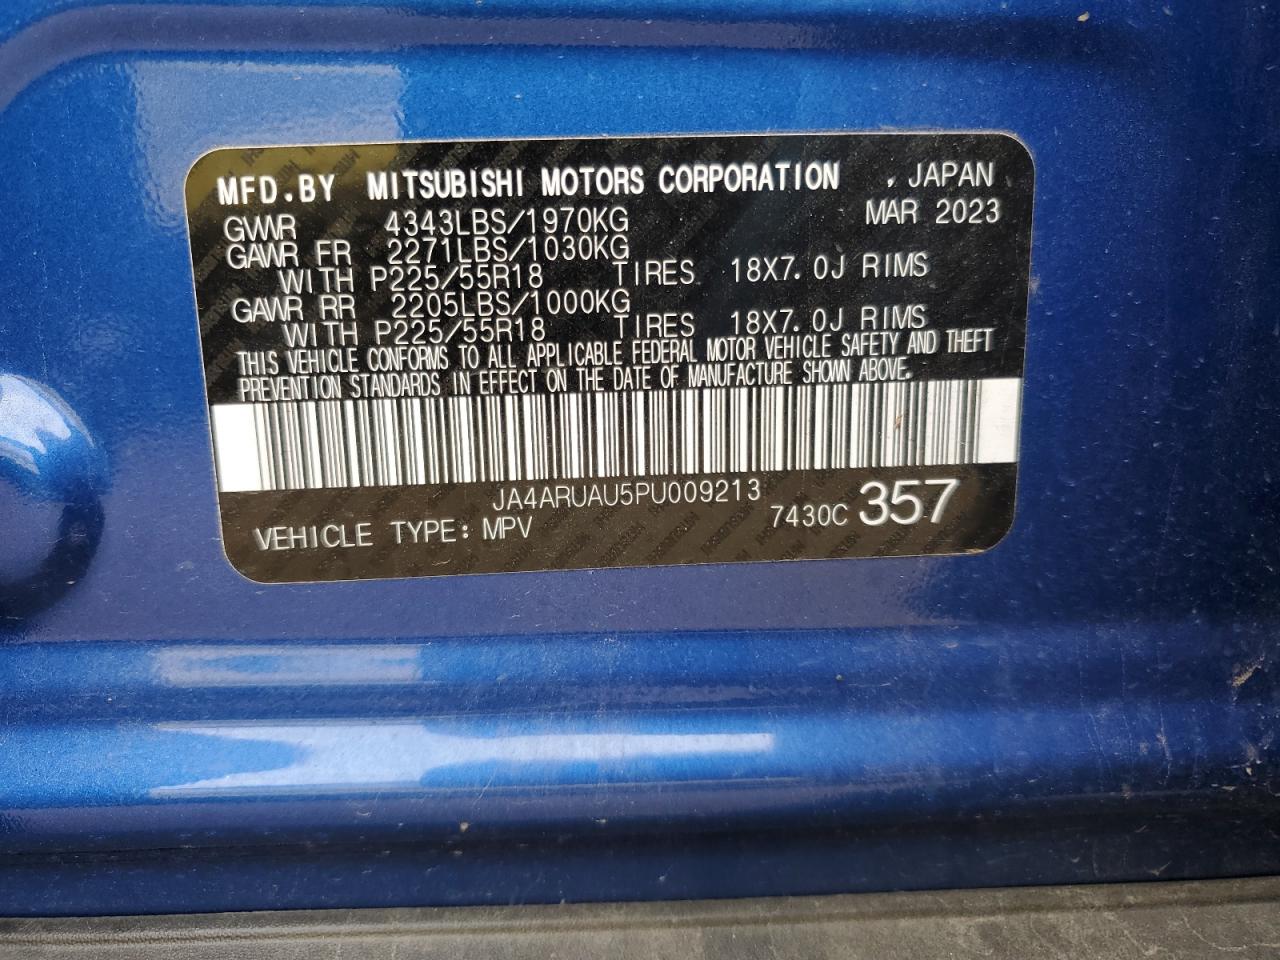 MFD.BY MITSUBISHI MOTORS CORPORATION , JAPAN
MAR 2023
GVWR 4343LBS/1970KG
GAWR FR 2271LBS/1030KG
WITH P225/55R18 TIRES 18X7.0J RIMS
GAWR RR 2205LBS/1000KG
WITH P225/55R18 TIRES 18X7.0J RIMS
THIS VEHICLE CONFORMS TO ALL APPLICABLE FEDERAL MOTOR VEHICLE SAFETY AND THEFT
PREVENTION STANDARDS IN EFFECT ON THE DATE OF MANUFACTURE SHOWN ABOVE.
JA4ARUAU5PU009213
VEHICLE TYPE: MPV 7430C 357